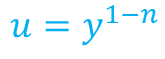 u = y^{1-n}